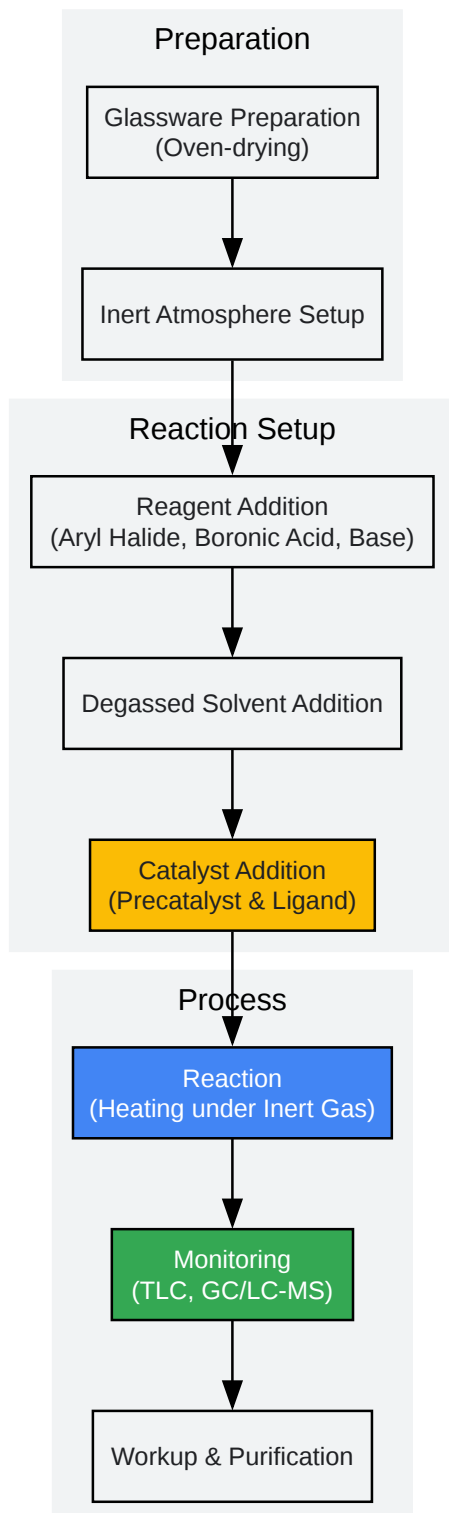 Preparation
Glassware Preparation
(Oven-drying)
Inert Atmosphere Setup
Reaction Setup
Reagent Addition
(Aryl Halide, Boronic Acid, Base)
Degassed Solvent Addition
Catalyst Addition
(Precatalyst & Ligand)
Process
Reaction
(Heating under Inert Gas)
Monitoring
(TLC, GC/LC-MS)
Workup & Purification